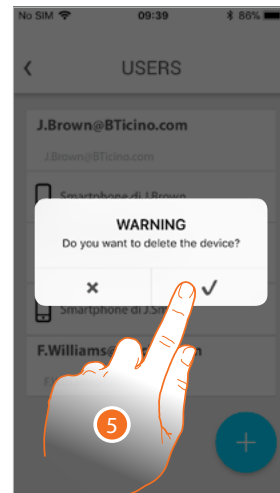 No SIM 09:39 86%
USERS
J.Brown@BTicino.com
J.Brown@BTicino.com
Smartphone di J.Brown
WARNING
Do you want to delete the device?
Smartphone di J.Sm
F.Williams@
5